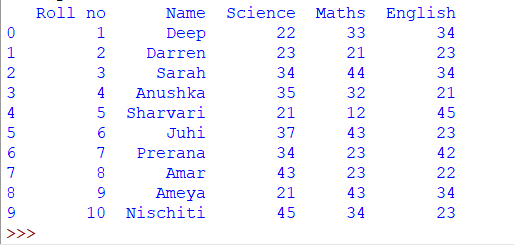 Roll no Name Science Maths English
0 1 Deep 22 33 34
1 2 Darren 23 21 23
2 3 Sarah 34 44 34
3 4 Anushka 35 32 21
4 5 Sharvari 21 12 45
5 6 Juhi 37 43 23
6 7 Prerana 34 23 42
7 8 Amar 43 23 22
8 9 Ameya 21 43 34
9 10 Nischiti 45 34 23
>>>